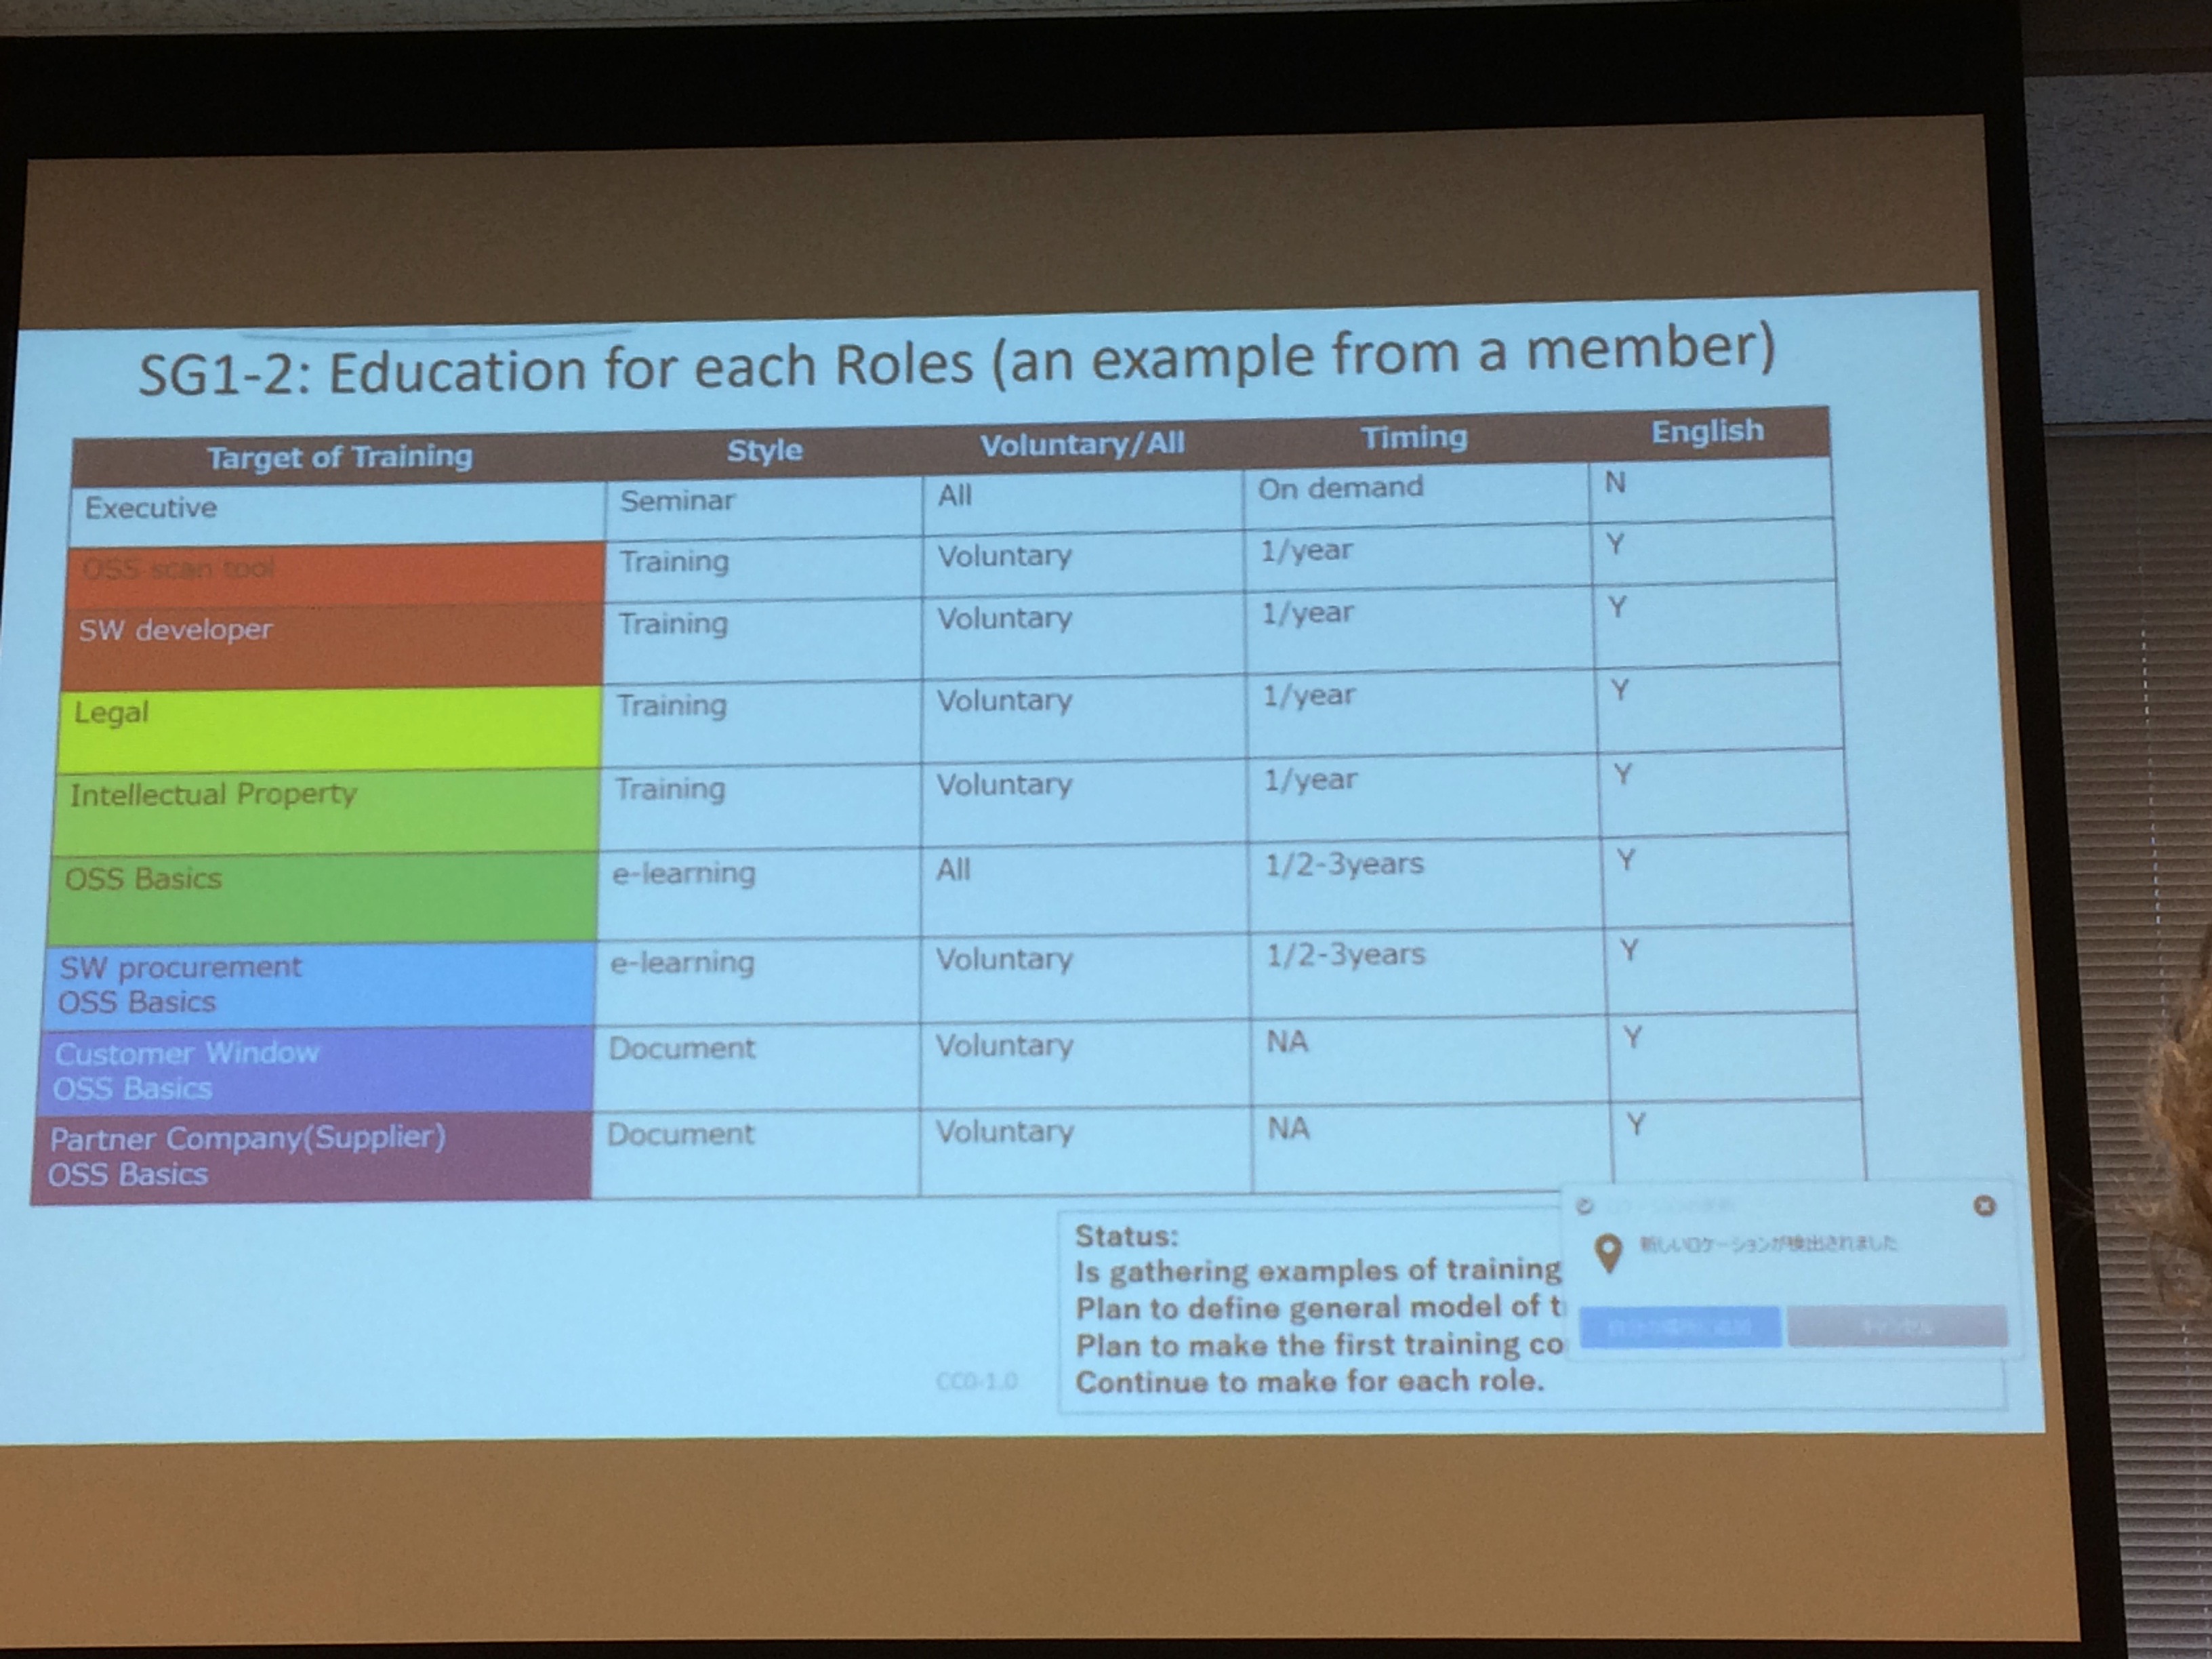 SG1-2: Education for each Roles (an example from a member)
Target of Training Style Voluntary/All Timing English
Executive Seminar All On demand N
OSS scan tool Training Voluntary 1/year Y
SW developer Training Voluntary 1/year Y
Legal Training Voluntary 1/year Y
Intellectual Property Training Voluntary 1/year Y
OSS Basics e-learning All 1/2-3years Y
SW procurement e-learning Voluntary 1/2-3years Y
OSS Basics
Customer Window Document Voluntary NA Y
OSS Basics
Partner Company(Supplier) Document Voluntary NA Y
OSS Basics
Status:
Is gathering examples of training
Plan to define general model of t
Plan to make the first training co
Continue to make for each role.
CC0-1.0
新しいロケーションが検出されました
キャンセル